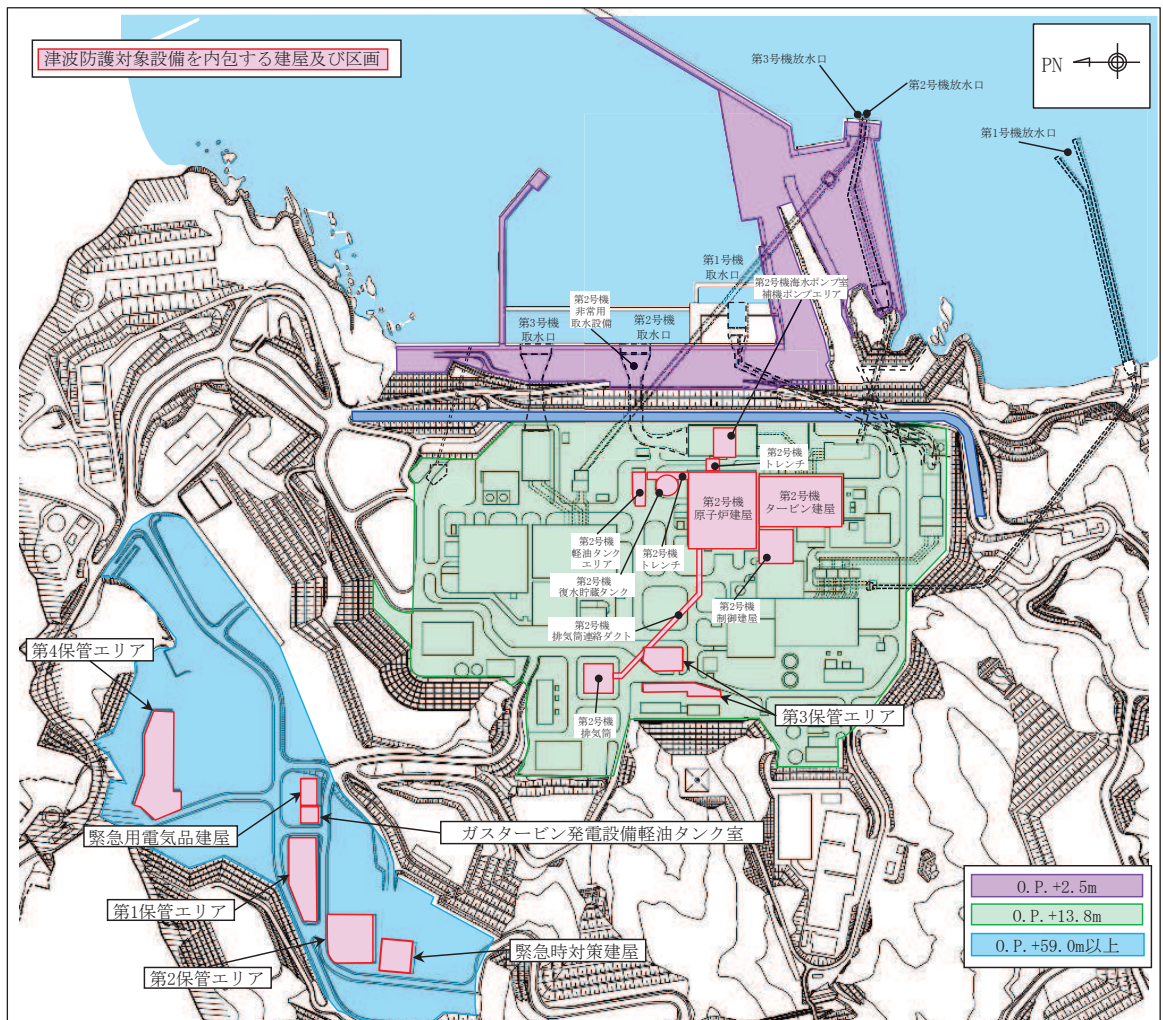 津波防護対象設備を内包する建屋及び区画
PN
第3号機放水口
第2号機放水口
第1号機放水口
第1号機
取水口
第2号機海水ポンプ室
補機ポンプエリア
第2号機
非常用
取水設備
第3号機
取水口
第2号機
取水口
第2号機
トレンチ
第2号機
原子炉建屋
第2号機
タービン建屋
第2号機
軽油タンク
エリア
第2号機
トレンチ
第2号機
復水貯蔵タンク
第2号機
制御建屋
第2号機
排気筒連絡ダクト
第2号機
排気筒
第3保管エリア
第4保管エリア
緊急用電気品建屋
ガスタービン発電設備軽油タンク室
第1保管エリア
第2保管エリア
緊急時対策建屋
O.P.+2.5m
O.P.+13.8m
O.P.+59.0m以上